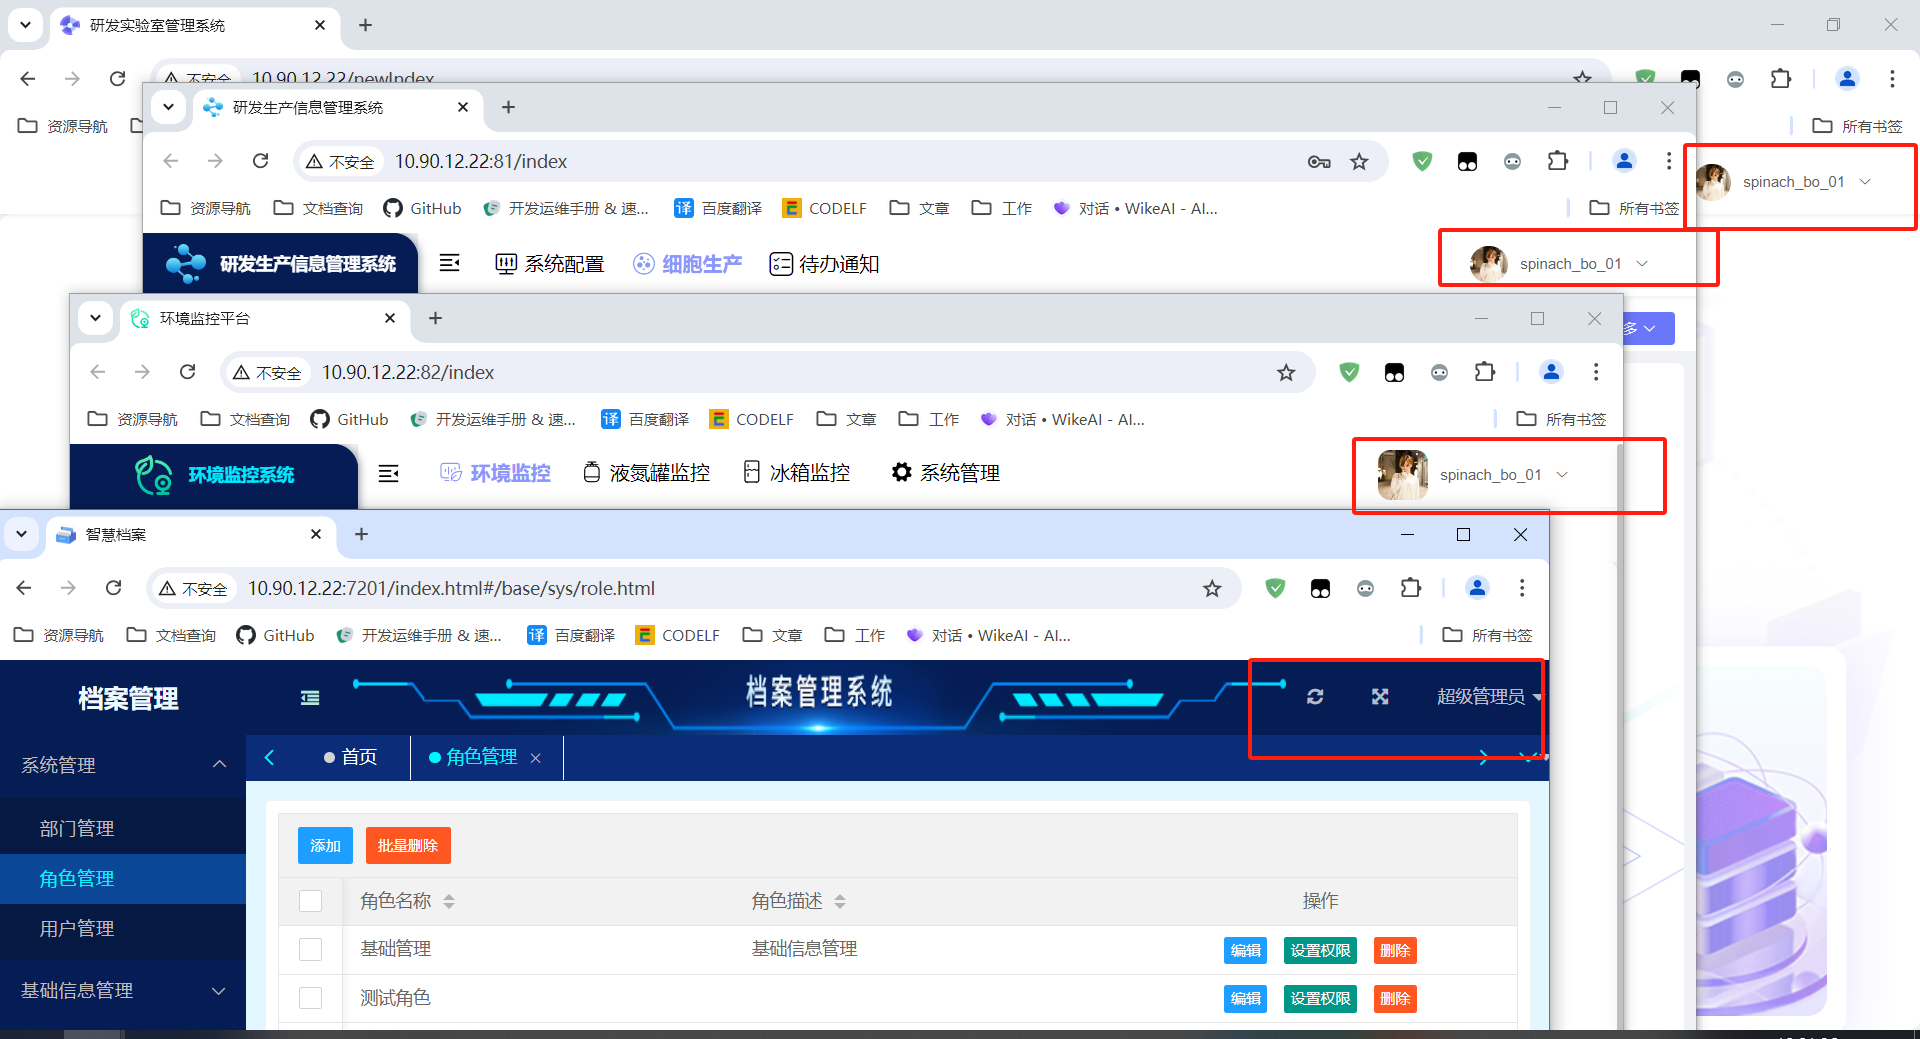 研发实验室管理系统
不安全 10.90.12.22/newIndex
资源导航
所有书签
spinach_bo_01
研发生产信息管理系统
不安全 10.90.12.22:81/index
资源导航 文档查询 GitHub 开发运维手册 & 速... 百度翻译 CODELF 文章 工作 对话 • WikeAI - AI... 所有书签
研发生产信息管理系统 系统配置 细胞生产 待办通知 spinach_bo_01
环境监控平台
多
不安全 10.90.12.22:82/index
资源导航 文档查询 GitHub 开发运维手册 & 速... 译 百度翻译 CODELF 文章 工作 对话 • WikeAI - AI... 所有书签
环境监控系统 环境监控 液氮罐监控 冰箱监控 系统管理 spinach_bo_01
智慧档案
不安全 10.90.12.22:7201/index.html#/base/sys/role.html
资源导航 文档查询 GitHub 开发运维手册 & 速... 译 百度翻译 CODELF 文章 工作 对话 • WikeAI - AI... 所有书签
档案管理 档案管理系统 超级管理员
系统管理 首页 角色管理
部门管理
角色管理
用户管理
基础信息管理
添加 批量删除
角色名称 角色描述 操作
基础管理 基础信息管理 编辑 设置权限 删除
测试角色 编辑 设置权限 删除